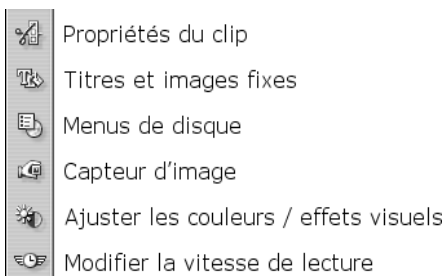 Propriétés du clip
Titres et images fixes
Menus de disque
Capteur d'image
Ajuster les couleurs / effets visuels
Modifier la vitesse de lecture